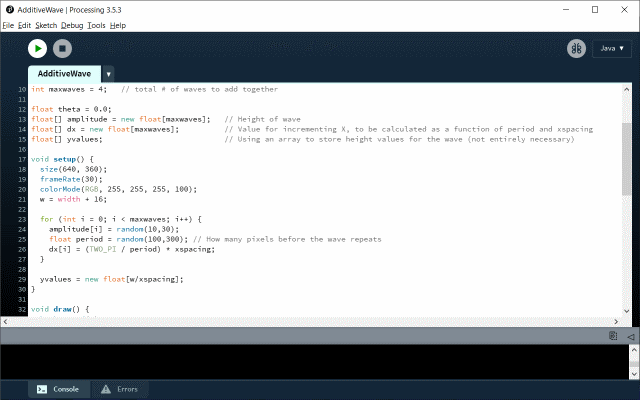 AdditiveWave | Processing 3.5.3
File Edit Sketch Debug Tools Help
Java ▼
AdditiveWave ▼
10 int maxwaves = 4;   // total # of waves to add together
11
12 float theta = 0.0;
13 float[] amplitude = new float[maxwaves];   // Height of wave
14 float[] dx = new float[maxwaves];          // Value for incrementing X, to be calculated as a function of period and xspacing
15 float[] yvalues;                           // Using an array to store height values for the wave (not entirely necessary)
16
17 void setup() {
18   size(640, 360);
19   frameRate(30);
20   colorMode(RGB, 255, 255, 255, 100);
21   w = width + 16;
22
23   for (int i = 0; i < maxwaves; i++) {
24     amplitude[i] = random(10,30);
25     float period = random(100,300); // How many pixels before the wave repeats
26     dx[i] = (TWO_PI / period) * xspacing;
27   }
28
29   yvalues = new float[w/xspacing];
30 }
31
32 void draw() {
Console
Errors